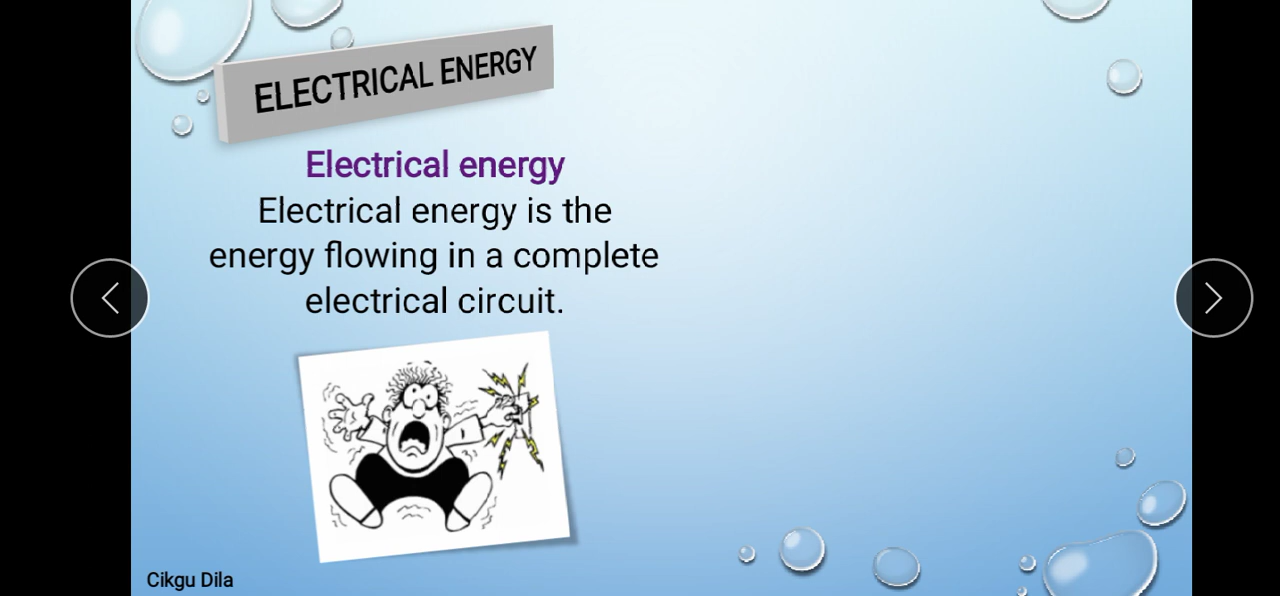 ELECTRICAL ENERGY
Electrical energy
Electrical energy is the
energy flowing in a complete
electrical circuit.
Cikgu Dila